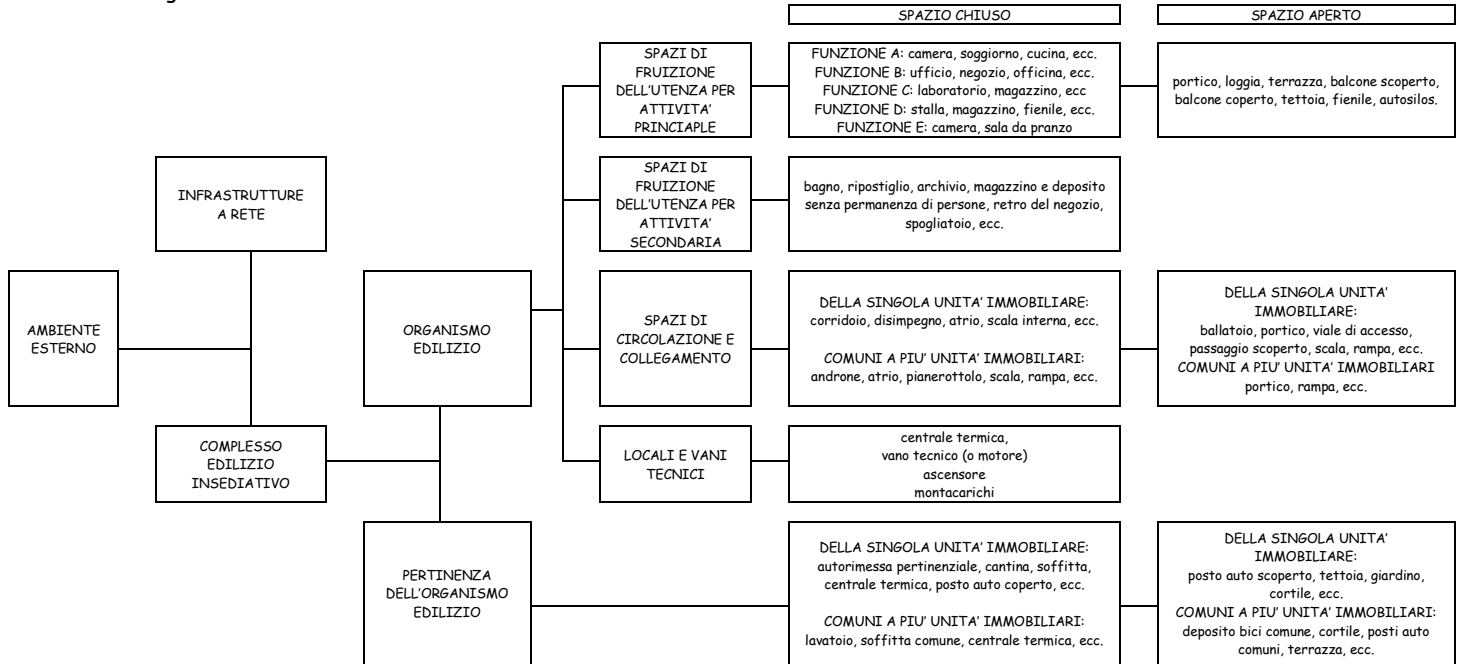 SPAZIO CHIUSO
SPAZIO APERTO
SPAZI DI
FRUIZIONE
DELL'UTENZA PER
ATTIVITA'
PRINCIAPLE
FUNZIONE A: camera, soggiorno, cucina, ecc.
FUNZIONE B: ufficio, negozio, officina, ecc.
FUNZIONE C: laboratorio, magazzino, ecc
FUNZIONE D: stalla, magazzino, fienile, ecc.
FUNZIONE E: camera, sala da pranzo
portico, loggia, terrazza, balcone scoperto,
balcone coperto, tettoia, fienile, autosilos.
INFRASTRUTTURE
A RETE
SPAZI DI
FRUIZIONE
DELL'UTENZA PER
ATTIVITA'
SECONDARIA
bagno, ripostiglio, archivio, magazzino e deposito
senza permanenza di persone, retro del negozio,
spogliatoio, ecc.
AMBIENTE
ESTERNO
ORGANISMO
EDILIZIO
SPAZI DI
CIRCOLAZIONE E
COLLEGAMENTO
DELLA SINGOLA UNITA' IMMOBILIARE:
corridoio, disimpegno, atrio, scala interna, ecc.
COMUNI A PIU' UNITA' IMMOBILIARI:
androne, atrio, pianerottolo, scala, rampa, ecc.
DELLA SINGOLA UNITA'
IMMOBILIARE:
ballatoio, portico, viale di accesso,
passaggio scoperto, scala, rampa, ecc.
COMUNI A PIU' UNITA' IMMOBILIARI
portico, rampa, ecc.
COMPLESSO
EDILIZIO
INSEDIATIVO
LOCALI E VANI
TECNICI
centrale termica,
vano tecnico (o motore)
ascensore
montacarichi
PERTINENZA
DELL'ORGANISMO
EDILIZIO
DELLA SINGOLA UNITA' IMMOBILIARE:
autorimessa pertinenziale, cantina, soffitta,
centrale termica, posto auto coperto, ecc.
COMUNI A PIU' UNITA' IMMOBILIARI:
lavatoio, soffitta comune, centrale termica, ecc.
DELLA SINGOLA UNITA'
IMMOBILIARE:
posto auto scoperto, tettoia, giardino,
cortile, ecc.
COMUNI A PIU' UNITA' IMMOBILIARI:
deposito bici comune, cortile, posti auto
comuni, terrazza, ecc.